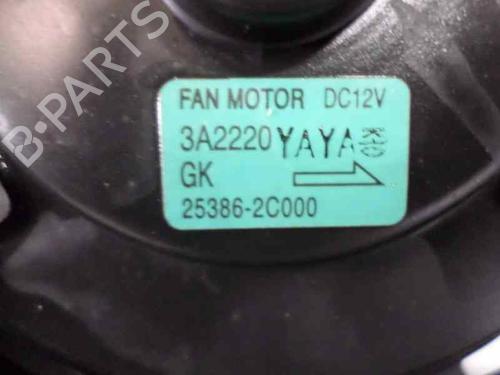 B-PARTS
FAN MOTOR DC12V
3A2220 YAYA
GK
25386-2C000